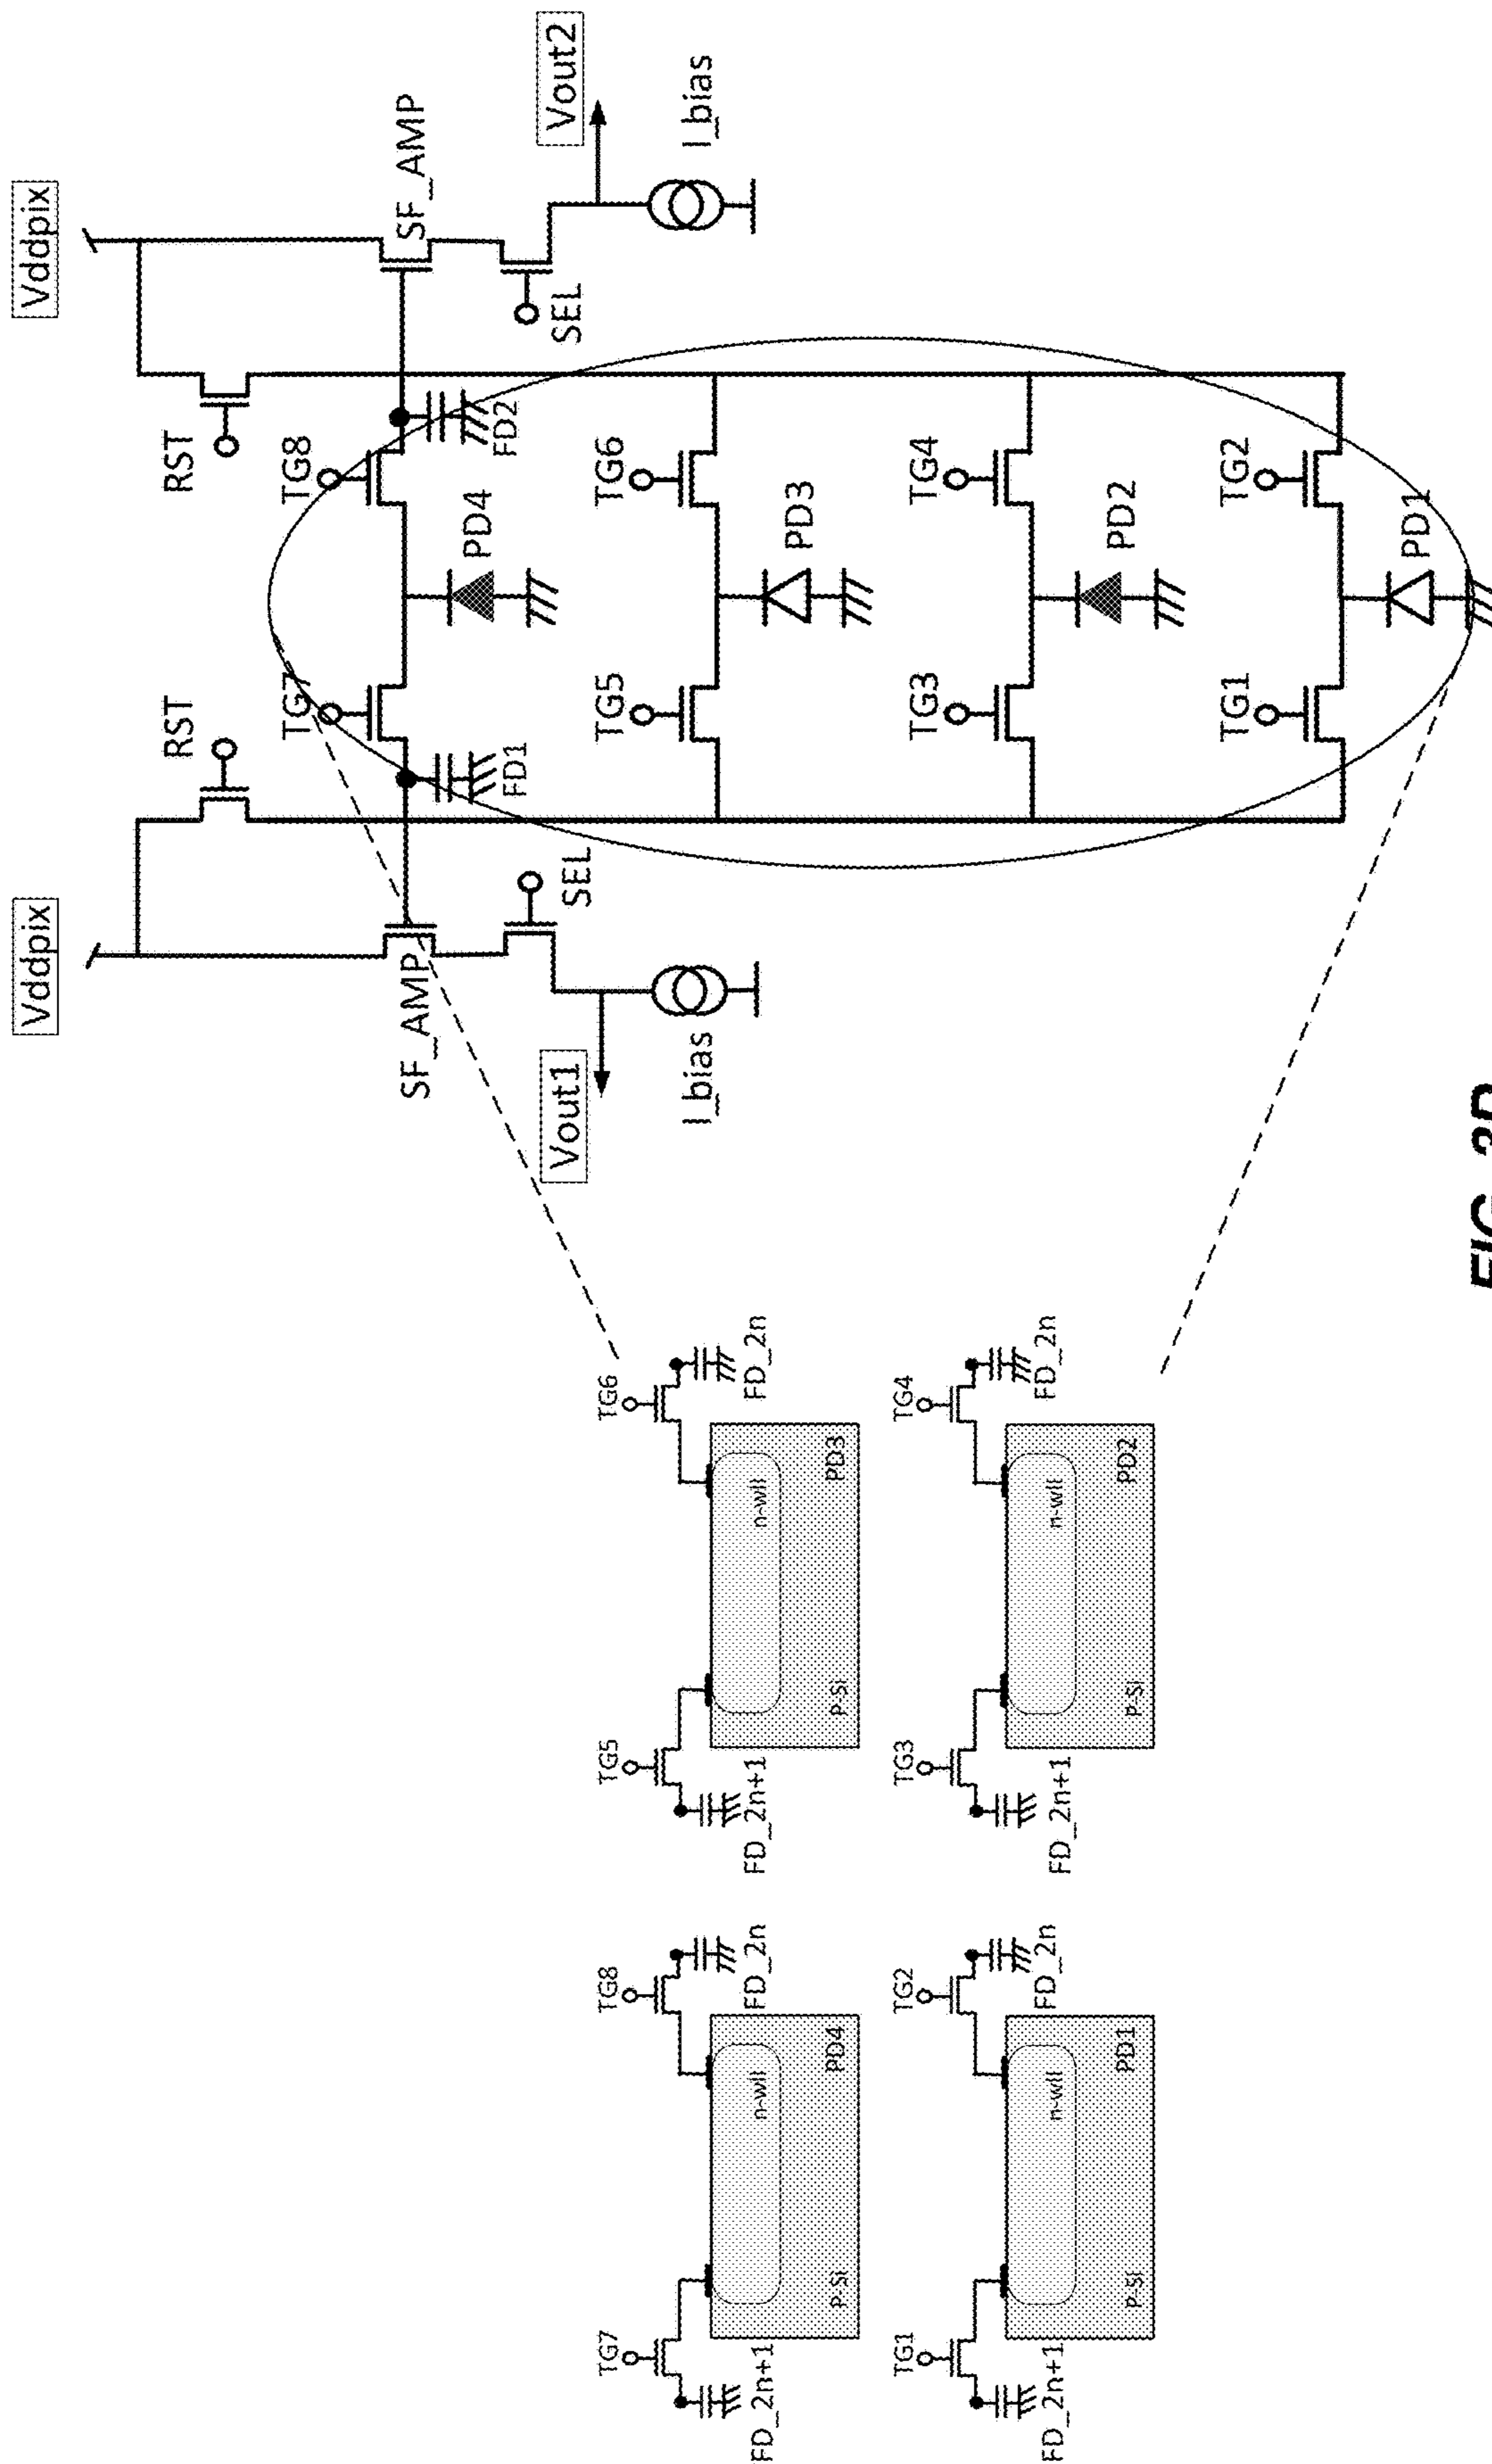 TG7
TG8
FD_2n+1
FD_2n
P-Si
n-wll
PD4
TG5
TG6
FD_2n+1
FD_2n
P-Si
n-wll
PD3
TG1
TG2
FD_2n+1
FD_2n
P-Si
n-wll
PD1
TG3
TG4
FD_2n+1
FD_2n
P-Si
n-wll
PD2
Vddpix
Vddpix
RST
RST
TG7
TG8
SF_AMP
SF_AMP
FD1
PD4
FD2
SEL
SEL
Vout1
Vout2
I_bias
I_bias
TG5
TG6
PD3
TG3
TG4
PD2
TG1
TG2
PD1
FIG.